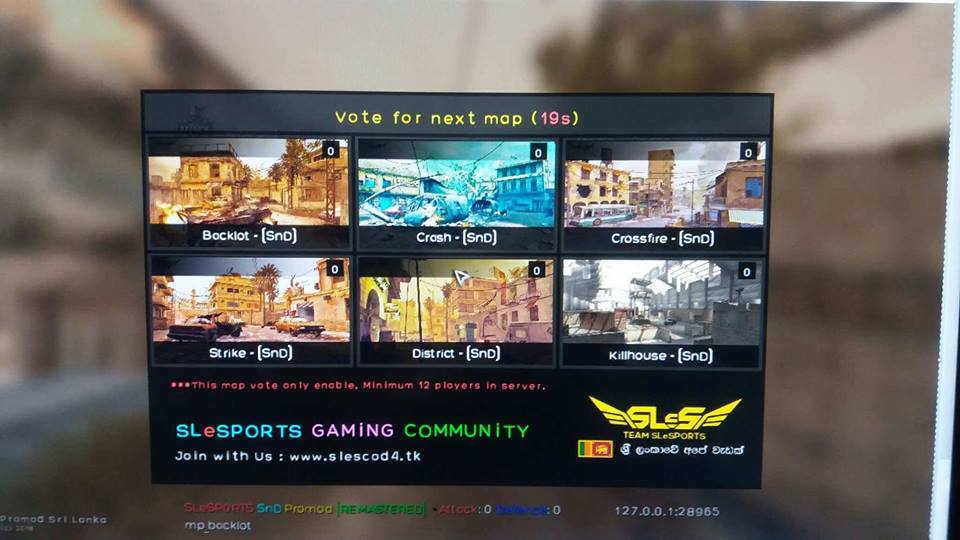 Vote for next map (19s)
0
0
0
Backlot - (SnD)
Crash - (SnD)
Crossfire - (SnD)
0
0
0
Strike - (SnD)
District - (SnD)
Killhouse - (SnD)
***This map vote only enable, Minimum 12 players in server.
SLeSPORTS GAMiNG COMMUNiTY
Join with Us : www.slescod4.tk
SLeS
TEAM SLeSPORTS
ශ්‍රී ලංකාවේ අපේ වැඩක්
SLeSPORTS SnD Promod [REMASTERED] - Attack: 0 Defence: 0
127.0.0.1:28965
Promod Sri Lanka
mp_backlot